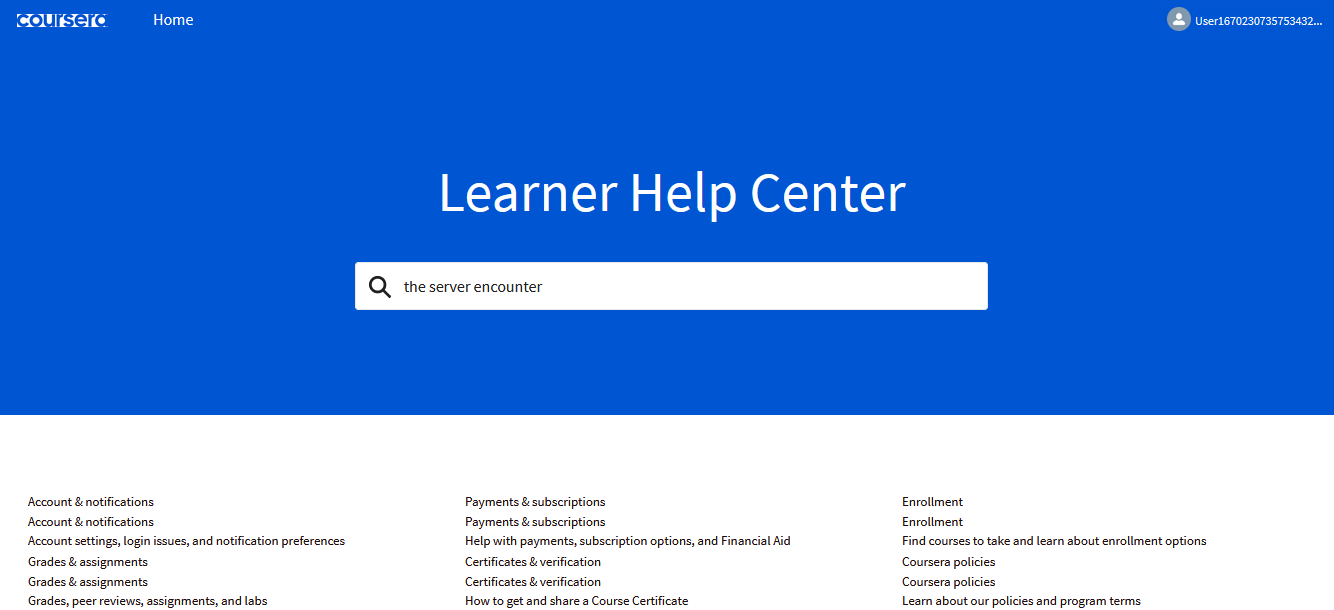 coursera Home User1670230735753432...
Learner Help Center
the server encounter
Account & notifications Payments & subscriptions Enrollment
Account & notifications Payments & subscriptions Enrollment
Account settings, login issues, and notification preferences Help with payments, subscription options, and Financial Aid Find courses to take and learn about enrollment options
Grades & assignments Certificates & verification Coursera policies
Grades & assignments Certificates & verification Coursera policies
Grades, peer reviews, assignments, and labs How to get and share a Course Certificate Learn about our policies and program terms